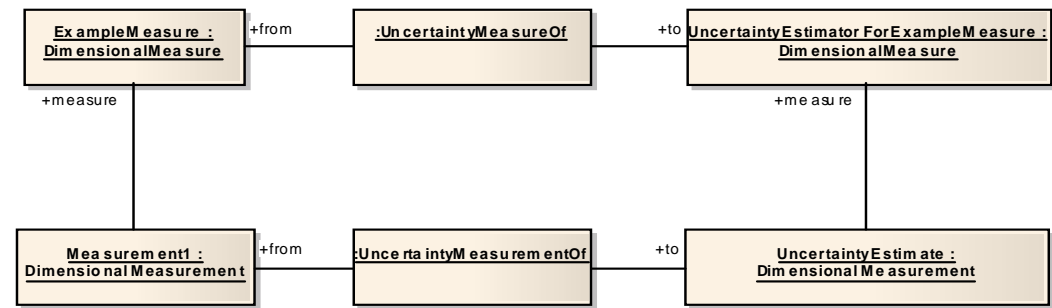 ExampleMeasure :
DimensionalMeasure
+from
:UncertaintyMeasureOf
+to
UncertaintyEstimatorForExampleMeasure :
DimensionalMeasure
+measure
+measure
Measurement1 :
DimensionalMeasurement
+from
:UncertaintyMeasurementOf
+to
UncertaintyEstimate :
DimensionalMeasurement